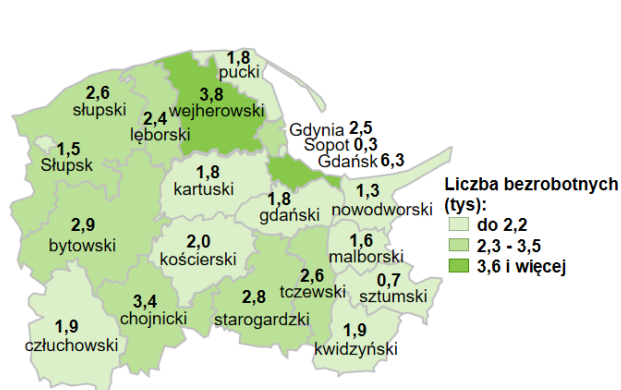 1,8
pucki
2,6
słupski
2,4
lęborski
3,8
wejherowski
Gdynia 2,5
Sopot 0,3
Gdańsk 6,3
1,5
Słupsk
1,8
kartuski
1,8
gdański
1,3
nowodworski
2,9
bytowski
2,0
kościerski
1,6
malborski
2,6
tczewski
0,7
sztumski
3,4
chojnicki
2,8
starogardzki
1,9
człuchowski
1,9
kwidzyński
Liczba bezrobotnych
(tys):
do 2,2
2,3 - 3,5
3,6 i więcej